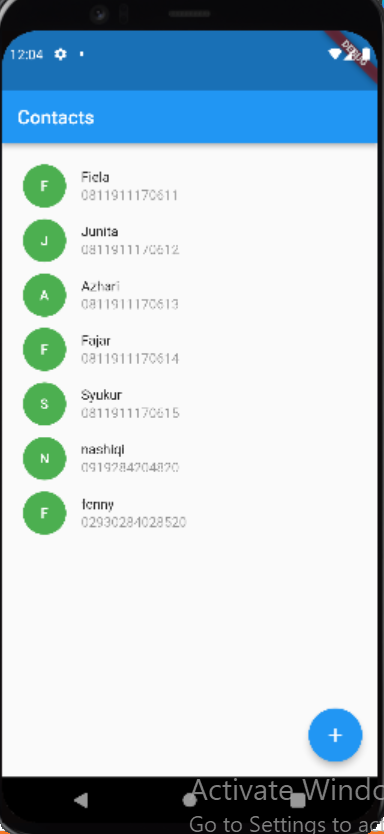 12:04
DEBUG
Contacts
F
Fiela
0811911170611
J
Junita
0811911170612
A
Azhari
0811911170613
F
Fajar
0811911170614
S
Syukur
0811911170615
N
nashiqi
0919284204820
F
fenny
02930284028520
+
Activate Windo
Go to Settings to ac